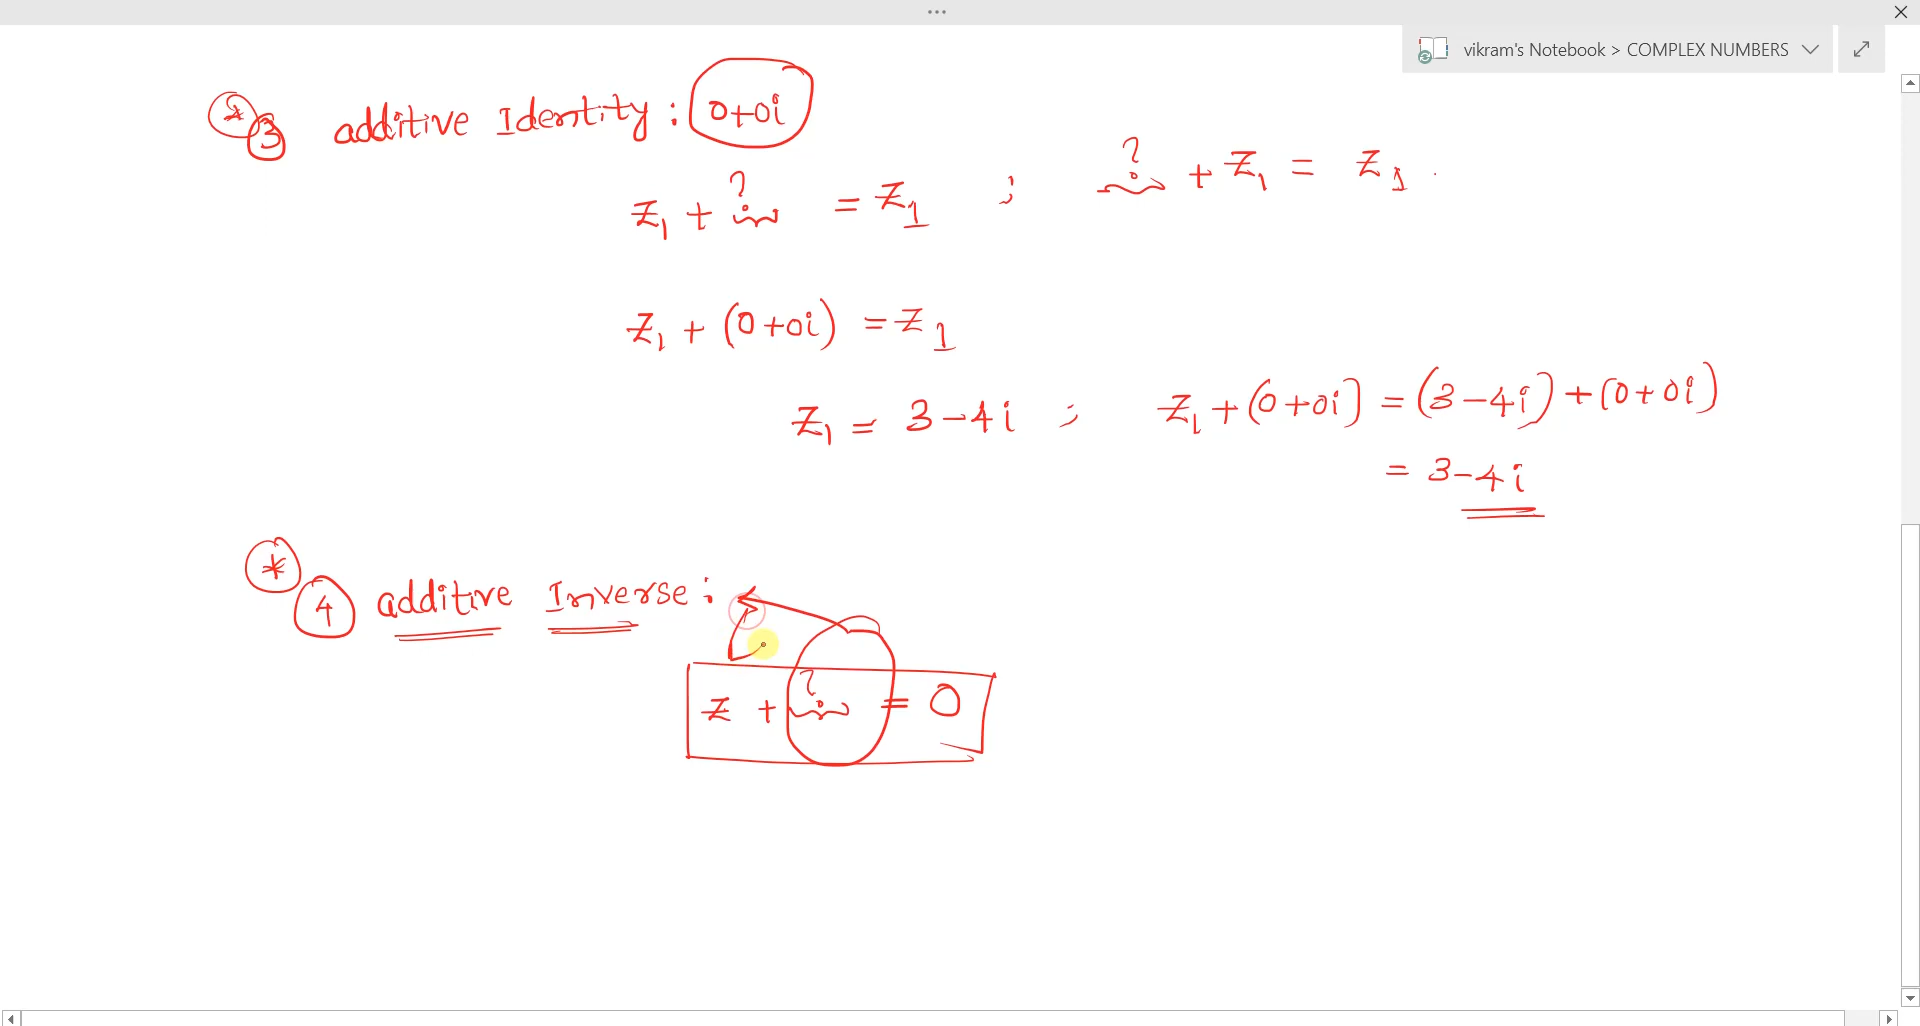 vikram's Notebook > COMPLEX NUMBERS
* 3 additive Identity : 0+0i
z₁ + ? = z₁ ; ? + z₁ = z₁ .
z₁ + (0+0i) = z₁
z₁ = 3-4i ; z₁ + (0+0i) = (3-4i) + (0+0i)
= 3-4i
* 4 additive Inverse :
z + ? = 0